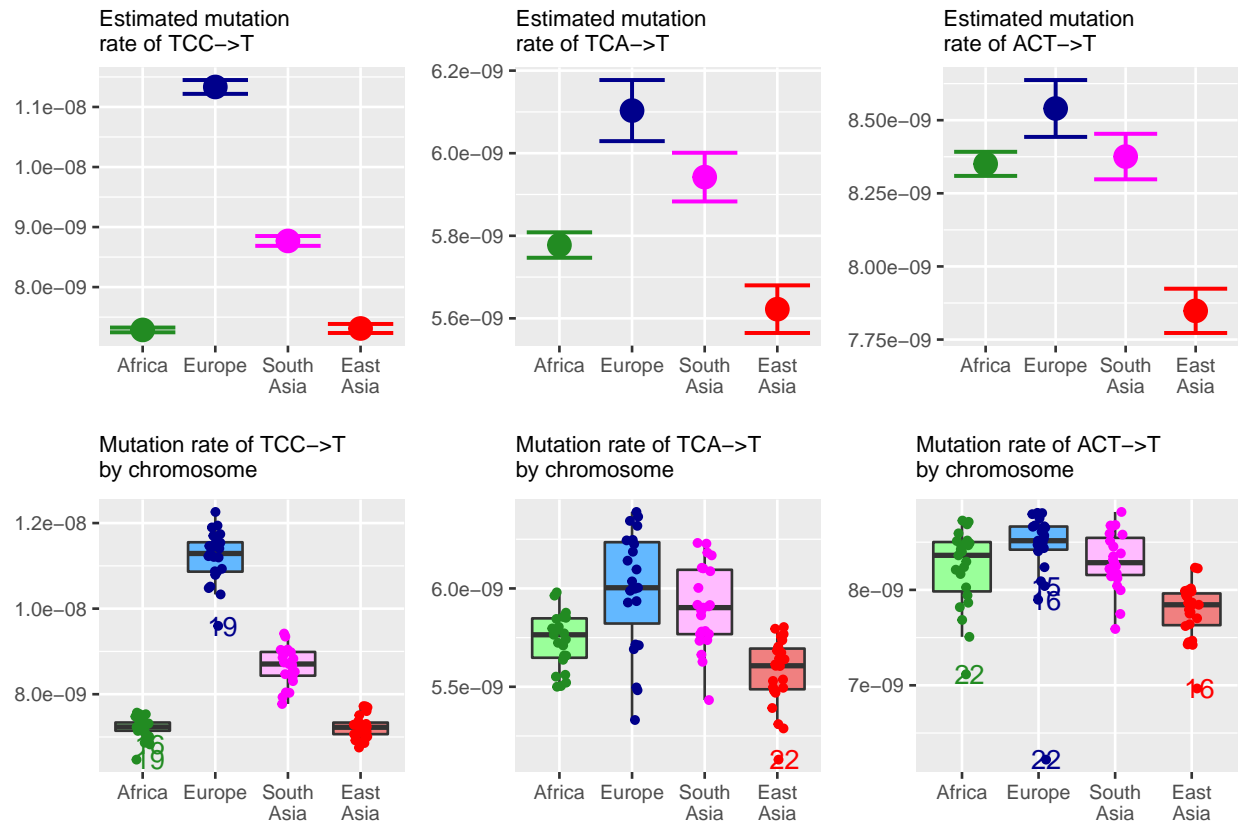 Estimated mutation
rate of TCC−>T
1.1e−08
1.0e−08
9.0e−09
8.0e−09
Africa
Europe
South
Asia
East
Asia
Estimated mutation
rate of TCA−>T
6.2e−09
6.0e−09
5.8e−09
5.6e−09
Africa
Europe
South
Asia
East
Asia
Estimated mutation
rate of ACT−>T
8.50e−09
8.25e−09
8.00e−09
7.75e−09
Africa
Europe
South
Asia
East
Asia
Mutation rate of TCC−>T
by chromosome
1.2e−08
1.0e−08
8.0e−09
19
16
19
Africa
Europe
South
Asia
East
Asia
Mutation rate of TCA−>T
by chromosome
6.0e−09
5.5e−09
22
Africa
Europe
South
Asia
East
Asia
Mutation rate of ACT−>T
by chromosome
8e−09
7e−09
15
16
22
16
22
Africa
Europe
South
Asia
East
Asia